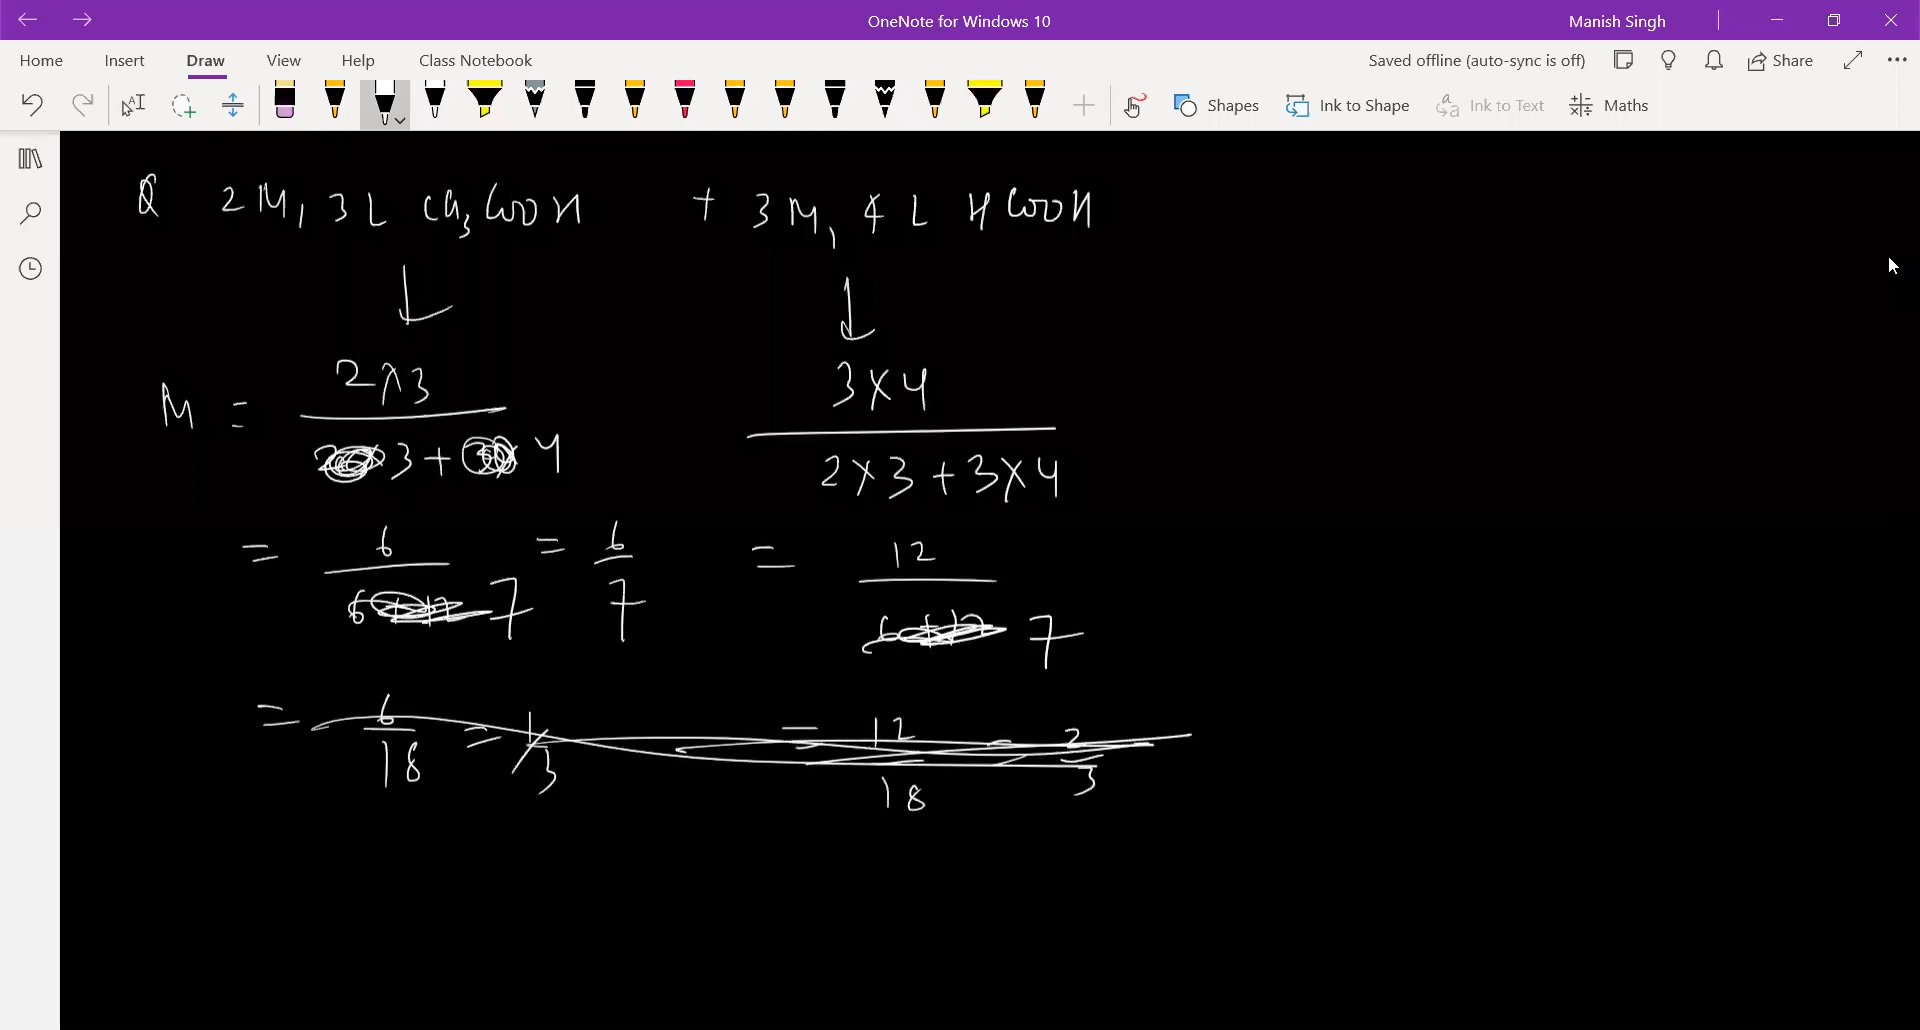 OneNote for Windows 10
Manish Singh
Home Insert Draw View Help Class Notebook
Saved offline (auto-sync is off)
Share
Shapes Ink to Shape Ink to Text Maths
Q 2M, 3L CH3COOH + 3M, 4L HCOOH
M = 2×3 / 3+4
3×4 / 2×3+3×4
= 6 / 7 = 6/7
= 12 / 7
= 6/18 = 1/3
= 12/18 = 2/3